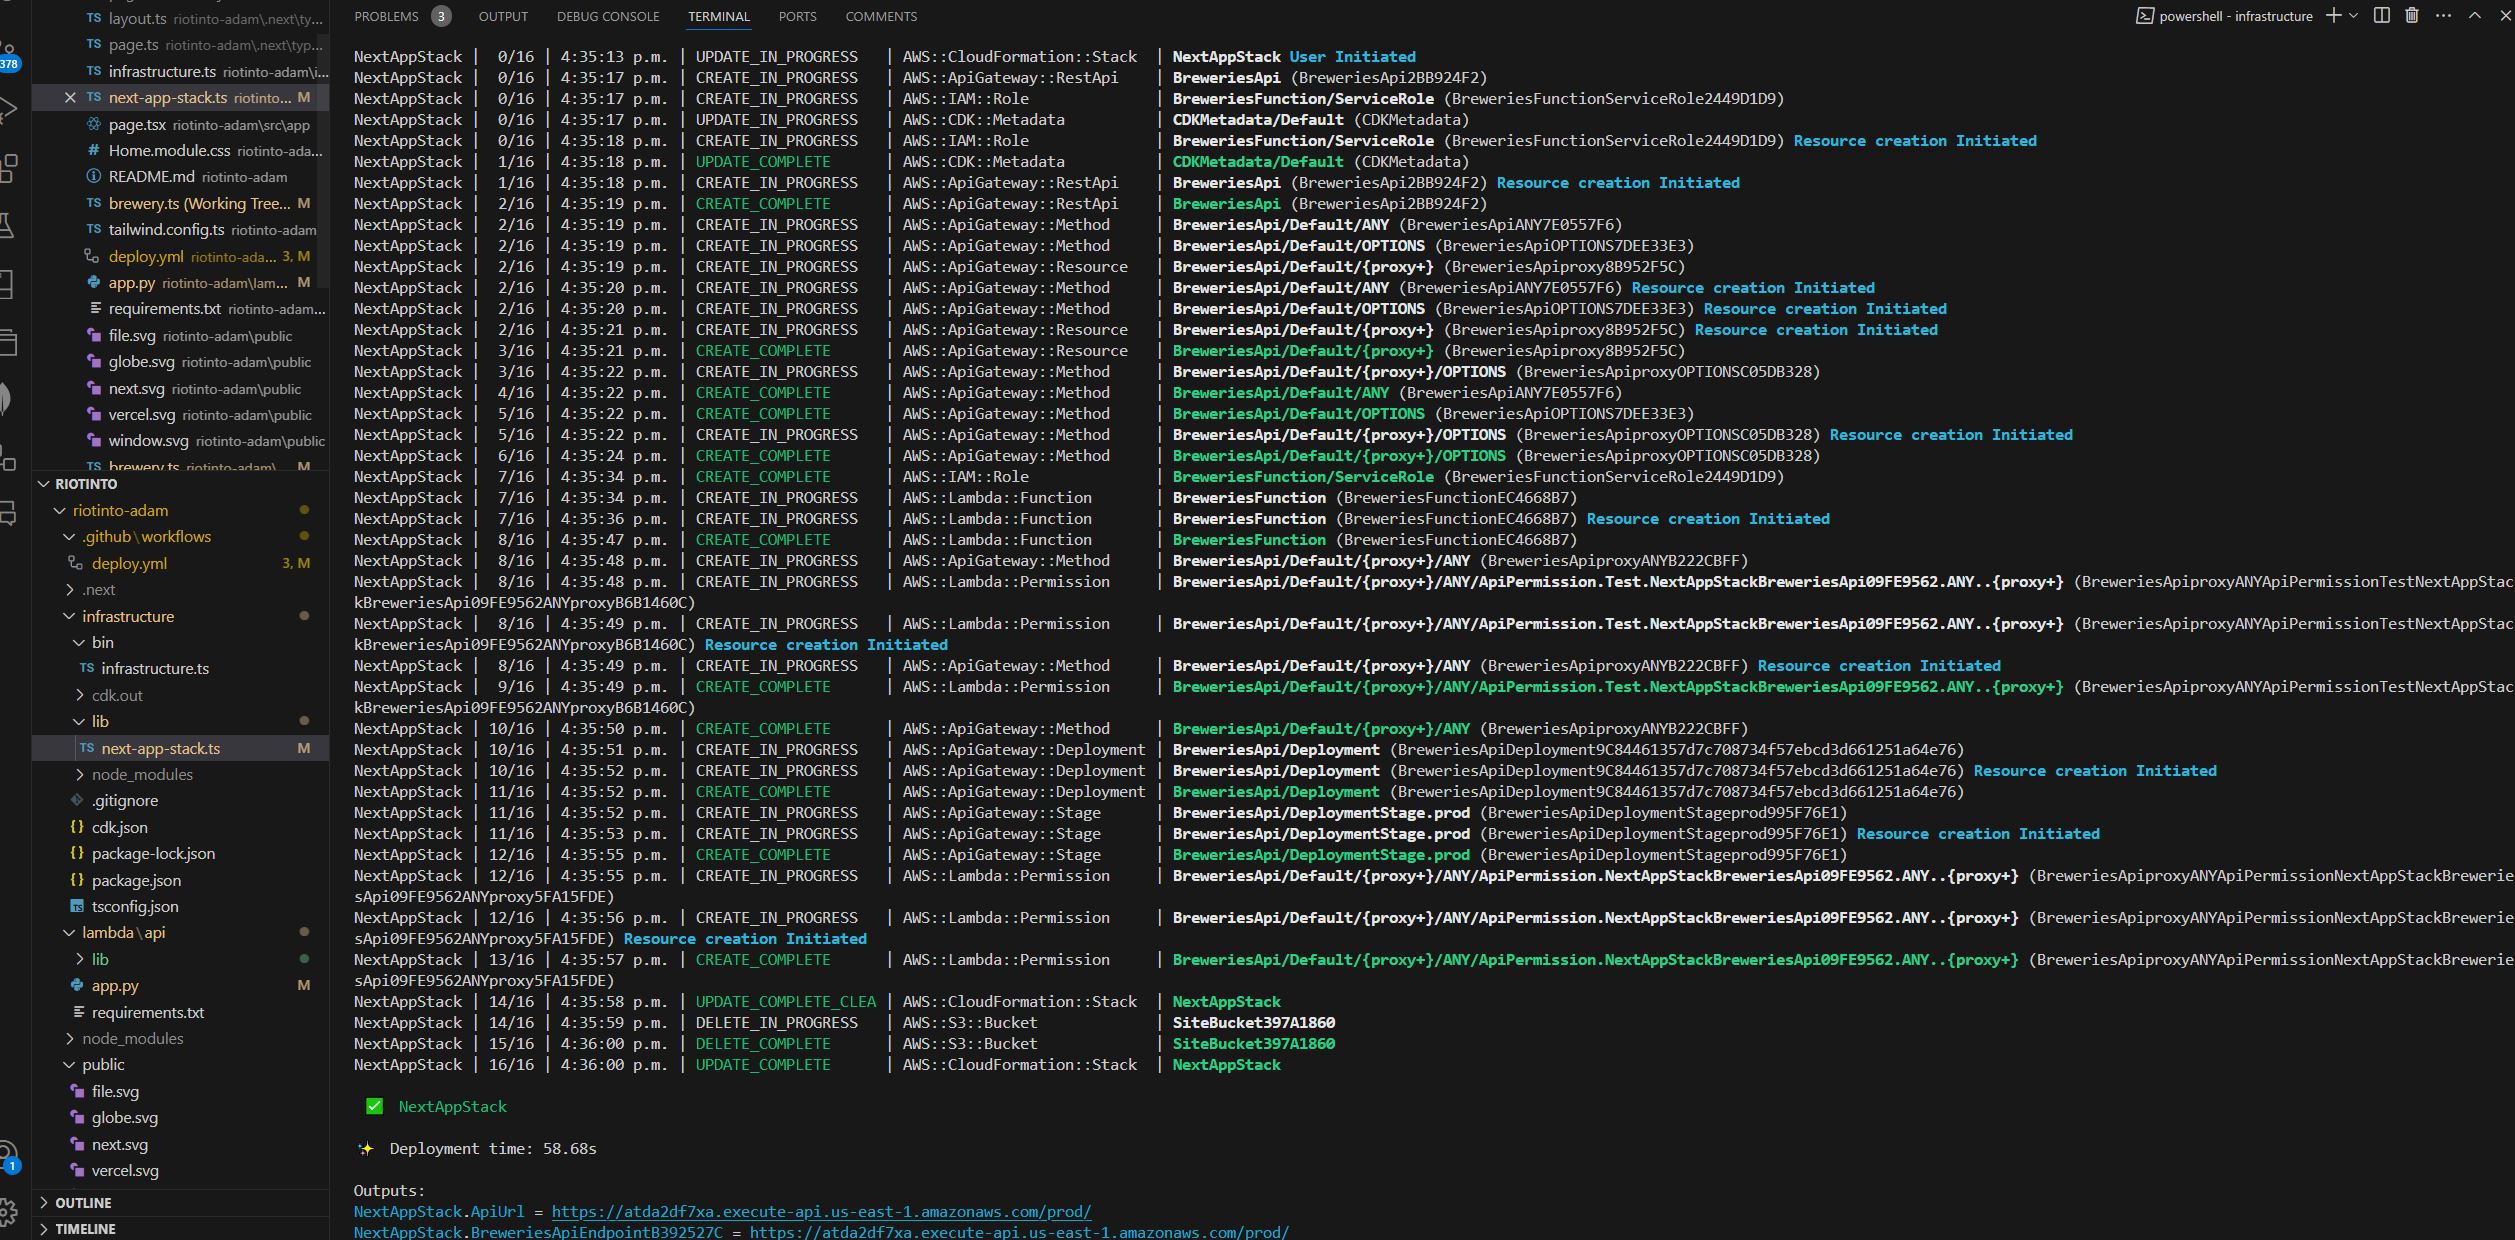 PROBLEMS 3 OUTPUT DEBUG CONSOLE TERMINAL PORTS COMMENTS
powershell - infrastructure
378
TS layout.ts riotinto-adam\.next\ty...
TS page.ts riotinto-adam\.next\typ...
TS infrastructure.ts riotinto-adam\i...
TS next-app-stack.ts riotinto... M
page.tsx riotinto-adam\src\app
# Home.module.css riotinto-ada...
README.md riotinto-adam
TS brewery.ts (Working Tree... M
TS tailwind.config.ts riotinto-adam
deploy.yml riotinto-ada... 3, M
app.py riotinto-adam\lam... M
requirements.txt riotinto-adam...
file.svg riotinto-adam\public
globe.svg riotinto-adam\public
next.svg riotinto-adam\public
vercel.svg riotinto-adam\public
window.svg riotinto-adam\public
TS brewery.ts riotinto-adam\ M
RIOTINTO
riotinto-adam
.github\workflows
deploy.yml 3, M
.next
infrastructure
bin
TS infrastructure.ts
cdk.out
lib
TS next-app-stack.ts M
node_modules
.gitignore
{} cdk.json
{} package-lock.json
{} package.json
TS tsconfig.json
lambda\api
lib
app.py M
requirements.txt
node_modules
public
file.svg
globe.svg
next.svg
vercel.svg
1
OUTLINE
TIMELINE
NextAppStack | 0/16 | 4:35:13 p.m. | UPDATE_IN_PROGRESS | AWS::CloudFormation::Stack | NextAppStack User Initiated
NextAppStack | 0/16 | 4:35:17 p.m. | CREATE_IN_PROGRESS | AWS::ApiGateway::RestApi | BreweriesApi (BreweriesApi2BB924F2)
NextAppStack | 0/16 | 4:35:17 p.m. | CREATE_IN_PROGRESS | AWS::IAM::Role | BreweriesFunction/ServiceRole (BreweriesFunctionServiceRole2449D1D9)
NextAppStack | 0/16 | 4:35:17 p.m. | UPDATE_IN_PROGRESS | AWS::CDK::Metadata | CDKMetadata/Default (CDKMetadata)
NextAppStack | 0/16 | 4:35:18 p.m. | CREATE_IN_PROGRESS | AWS::IAM::Role | BreweriesFunction/ServiceRole (BreweriesFunctionServiceRole2449D1D9) Resource creation Initiated
NextAppStack | 1/16 | 4:35:18 p.m. | UPDATE_COMPLETE | AWS::CDK::Metadata | CDKMetadata/Default (CDKMetadata)
NextAppStack | 1/16 | 4:35:18 p.m. | CREATE_IN_PROGRESS | AWS::ApiGateway::RestApi | BreweriesApi (BreweriesApi2BB924F2) Resource creation Initiated
NextAppStack | 2/16 | 4:35:19 p.m. | CREATE_COMPLETE | AWS::ApiGateway::RestApi | BreweriesApi (BreweriesApi2BB924F2)
NextAppStack | 2/16 | 4:35:19 p.m. | CREATE_IN_PROGRESS | AWS::ApiGateway::Method | BreweriesApi/Default/ANY (BreweriesApiANY7E0557F6)
NextAppStack | 2/16 | 4:35:19 p.m. | CREATE_IN_PROGRESS | AWS::ApiGateway::Method | BreweriesApi/Default/OPTIONS (BreweriesApiOPTIONS7DEE33E3)
NextAppStack | 2/16 | 4:35:19 p.m. | CREATE_IN_PROGRESS | AWS::ApiGateway::Resource | BreweriesApi/Default/{proxy+} (BreweriesApiproxy8B952F5C)
NextAppStack | 2/16 | 4:35:20 p.m. | CREATE_IN_PROGRESS | AWS::ApiGateway::Method | BreweriesApi/Default/ANY (BreweriesApiANY7E0557F6) Resource creation Initiated
NextAppStack | 2/16 | 4:35:20 p.m. | CREATE_IN_PROGRESS | AWS::ApiGateway::Method | BreweriesApi/Default/OPTIONS (BreweriesApiOPTIONS7DEE33E3) Resource creation Initiated
NextAppStack | 2/16 | 4:35:21 p.m. | CREATE_IN_PROGRESS | AWS::ApiGateway::Resource | BreweriesApi/Default/{proxy+} (BreweriesApiproxy8B952F5C) Resource creation Initiated
NextAppStack | 3/16 | 4:35:21 p.m. | CREATE_COMPLETE | AWS::ApiGateway::Resource | BreweriesApi/Default/{proxy+} (BreweriesApiproxy8B952F5C)
NextAppStack | 3/16 | 4:35:22 p.m. | CREATE_IN_PROGRESS | AWS::ApiGateway::Method | BreweriesApi/Default/{proxy+}/OPTIONS (BreweriesApiproxyOPTIONSC05DB328)
NextAppStack | 4/16 | 4:35:22 p.m. | CREATE_COMPLETE | AWS::ApiGateway::Method | BreweriesApi/Default/ANY (BreweriesApiANY7E0557F6)
NextAppStack | 5/16 | 4:35:22 p.m. | CREATE_COMPLETE | AWS::ApiGateway::Method | BreweriesApi/Default/OPTIONS (BreweriesApiOPTIONS7DEE33E3)
NextAppStack | 5/16 | 4:35:22 p.m. | CREATE_IN_PROGRESS | AWS::ApiGateway::Method | BreweriesApi/Default/{proxy+}/OPTIONS (BreweriesApiproxyOPTIONSC05DB328) Resource creation Initiated
NextAppStack | 6/16 | 4:35:24 p.m. | CREATE_COMPLETE | AWS::ApiGateway::Method | BreweriesApi/Default/{proxy+}/OPTIONS (BreweriesApiproxyOPTIONSC05DB328)
NextAppStack | 7/16 | 4:35:34 p.m. | CREATE_COMPLETE | AWS::IAM::Role | BreweriesFunction/ServiceRole (BreweriesFunctionServiceRole2449D1D9)
NextAppStack | 7/16 | 4:35:34 p.m. | CREATE_IN_PROGRESS | AWS::Lambda::Function | BreweriesFunction (BreweriesFunctionEC4668B7)
NextAppStack | 7/16 | 4:35:36 p.m. | CREATE_IN_PROGRESS | AWS::Lambda::Function | BreweriesFunction (BreweriesFunctionEC4668B7) Resource creation Initiated
NextAppStack | 8/16 | 4:35:47 p.m. | CREATE_COMPLETE | AWS::Lambda::Function | BreweriesFunction (BreweriesFunctionEC4668B7)
NextAppStack | 8/16 | 4:35:48 p.m. | CREATE_IN_PROGRESS | AWS::ApiGateway::Method | BreweriesApi/Default/{proxy+}/ANY (BreweriesApiproxyANYB222CBFF)
NextAppStack | 8/16 | 4:35:48 p.m. | CREATE_IN_PROGRESS | AWS::Lambda::Permission | BreweriesApi/Default/{proxy+}/ANY/ApiPermission.Test.NextAppStackBreweriesApi09FE9562.ANY..{proxy+} (BreweriesApiproxyANYApiPermissionTestNextAppStac
kBreweriesApi09FE9562ANYproxyB6B1460C)
NextAppStack | 8/16 | 4:35:49 p.m. | CREATE_IN_PROGRESS | AWS::Lambda::Permission | BreweriesApi/Default/{proxy+}/ANY/ApiPermission.Test.NextAppStackBreweriesApi09FE9562.ANY..{proxy+} (BreweriesApiproxyANYApiPermissionTestNextAppStac
kBreweriesApi09FE9562ANYproxyB6B1460C) Resource creation Initiated
NextAppStack | 8/16 | 4:35:49 p.m. | CREATE_IN_PROGRESS | AWS::ApiGateway::Method | BreweriesApi/Default/{proxy+}/ANY (BreweriesApiproxyANYB222CBFF) Resource creation Initiated
NextAppStack | 9/16 | 4:35:49 p.m. | CREATE_COMPLETE | AWS::Lambda::Permission | BreweriesApi/Default/{proxy+}/ANY/ApiPermission.Test.NextAppStackBreweriesApi09FE9562.ANY..{proxy+} (BreweriesApiproxyANYApiPermissionTestNextAppStac
kBreweriesApi09FE9562ANYproxyB6B1460C)
NextAppStack | 10/16 | 4:35:50 p.m. | CREATE_COMPLETE | AWS::ApiGateway::Method | BreweriesApi/Default/{proxy+}/ANY (BreweriesApiproxyANYB222CBFF)
NextAppStack | 10/16 | 4:35:51 p.m. | CREATE_IN_PROGRESS | AWS::ApiGateway::Deployment | BreweriesApi/Deployment (BreweriesApiDeployment9C84461357d7c708734f57ebcd3d661251a64e76)
NextAppStack | 10/16 | 4:35:52 p.m. | CREATE_IN_PROGRESS | AWS::ApiGateway::Deployment | BreweriesApi/Deployment (BreweriesApiDeployment9C84461357d7c708734f57ebcd3d661251a64e76) Resource creation Initiated
NextAppStack | 11/16 | 4:35:52 p.m. | CREATE_COMPLETE | AWS::ApiGateway::Deployment | BreweriesApi/Deployment (BreweriesApiDeployment9C84461357d7c708734f57ebcd3d661251a64e76)
NextAppStack | 11/16 | 4:35:52 p.m. | CREATE_IN_PROGRESS | AWS::ApiGateway::Stage | BreweriesApi/DeploymentStage.prod (BreweriesApiDeploymentStageprod995F76E1)
NextAppStack | 11/16 | 4:35:53 p.m. | CREATE_IN_PROGRESS | AWS::ApiGateway::Stage | BreweriesApi/DeploymentStage.prod (BreweriesApiDeploymentStageprod995F76E1) Resource creation Initiated
NextAppStack | 12/16 | 4:35:55 p.m. | CREATE_COMPLETE | AWS::ApiGateway::Stage | BreweriesApi/DeploymentStage.prod (BreweriesApiDeploymentStageprod995F76E1)
NextAppStack | 12/16 | 4:35:55 p.m. | CREATE_IN_PROGRESS | AWS::Lambda::Permission | BreweriesApi/Default/{proxy+}/ANY/ApiPermission.NextAppStackBreweriesApi09FE9562.ANY..{proxy+} (BreweriesApiproxyANYApiPermissionNextAppStackBrewerie
sApi09FE9562ANYproxy5FA15FDE)
NextAppStack | 12/16 | 4:35:56 p.m. | CREATE_IN_PROGRESS | AWS::Lambda::Permission | BreweriesApi/Default/{proxy+}/ANY/ApiPermission.NextAppStackBreweriesApi09FE9562.ANY..{proxy+} (BreweriesApiproxyANYApiPermissionNextAppStackBrewerie
sApi09FE9562ANYproxy5FA15FDE) Resource creation Initiated
NextAppStack | 13/16 | 4:35:57 p.m. | CREATE_COMPLETE | AWS::Lambda::Permission | BreweriesApi/Default/{proxy+}/ANY/ApiPermission.NextAppStackBreweriesApi09FE9562.ANY..{proxy+} (BreweriesApiproxyANYApiPermissionNextAppStackBrewerie
sApi09FE9562ANYproxy5FA15FDE)
NextAppStack | 14/16 | 4:35:58 p.m. | UPDATE_COMPLETE_CLEA | AWS::CloudFormation::Stack | NextAppStack
NextAppStack | 14/16 | 4:35:59 p.m. | DELETE_IN_PROGRESS | AWS::S3::Bucket | SiteBucket397A1860
NextAppStack | 15/16 | 4:36:00 p.m. | DELETE_COMPLETE | AWS::S3::Bucket | SiteBucket397A1860
NextAppStack | 16/16 | 4:36:00 p.m. | UPDATE_COMPLETE | AWS::CloudFormation::Stack | NextAppStack
✅ NextAppStack
✨ Deployment time: 58.68s
Outputs:
NextAppStack.ApiUrl = https://atda2df7xa.execute-api.us-east-1.amazonaws.com/prod/
NextAppStack.BreweriesApiEndpointB392527C = https://atda2df7xa.execute-api.us-east-1.amazonaws.com/prod/